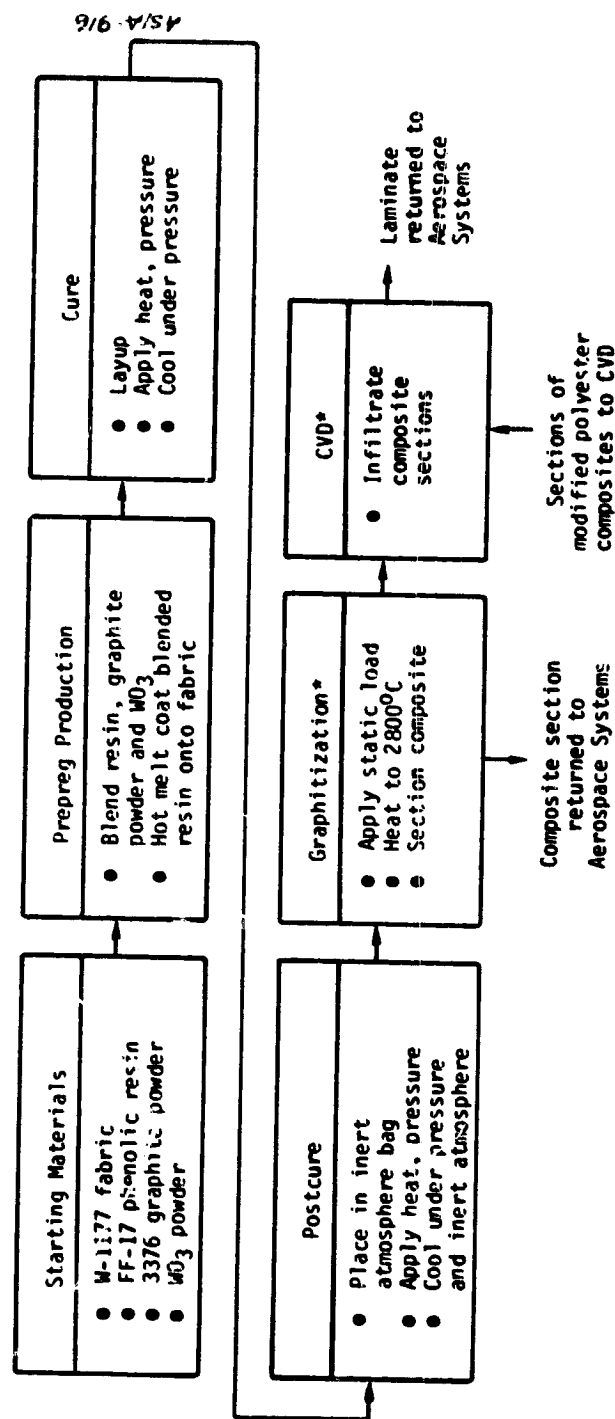 Starting Materials
● W-1177 fabric
● FF-17 phenolic resin
● 3376 graphite powder
● WO3 powder
Prepreg Production
● Blend resin, graphite
powder and WO3
● Hot melt coat blended
resin onto fabric
Cure
● Layup
● Apply heat, pressure
● Cool under pressure
ASIA-916
Postcure
● Place in inert
atmosphere bag
● Apply heat, pressure
● Cool under pressure
and inert atmosphere
Graphitization*
● Apply static load
● Heat to 2800°C
● Section composite
Composite section
returned to
Aerospace Systems
CVD*
● Infiltrate
composite
sections
Sections of
modified polyester
composites to CVD
Laminate
returned to
Aerospace
Systems